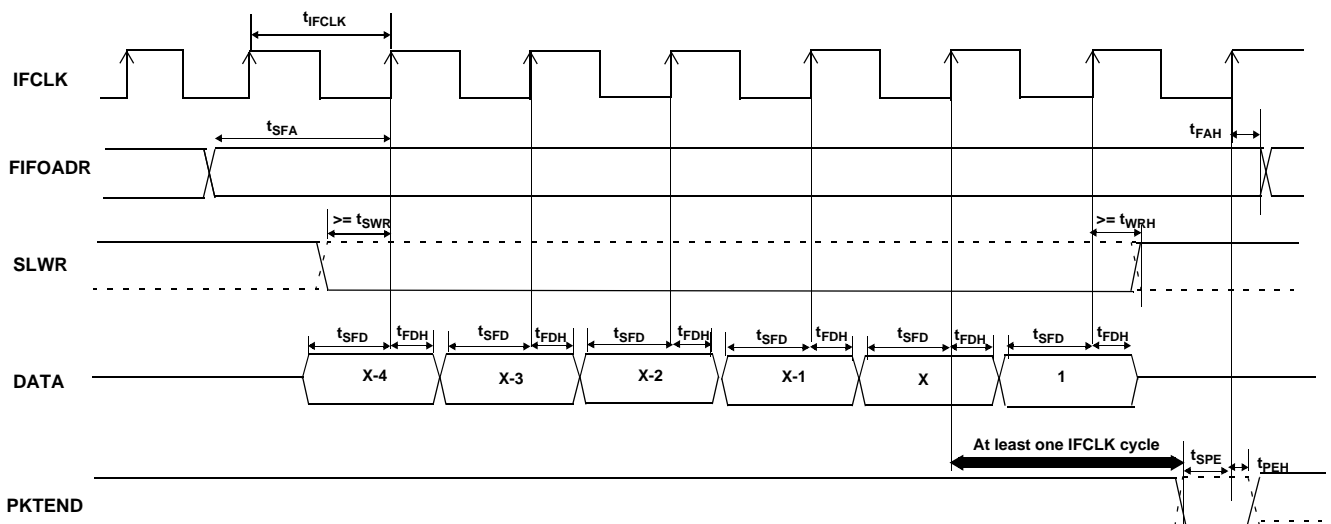 tIFCLK
IFCLK
tSFA
tFAH
FIFOADR
>= tSWR
>= tWRH
SLWR
tSFD tFDH tSFD tFDH tSFD tFDH tSFD tFDH tSFD tFDH tSFD tFDH
DATA
X-4 X-3 X-2 X-1 X 1
At least one IFCLK cycle
tSPE
tPEH
PKTEND